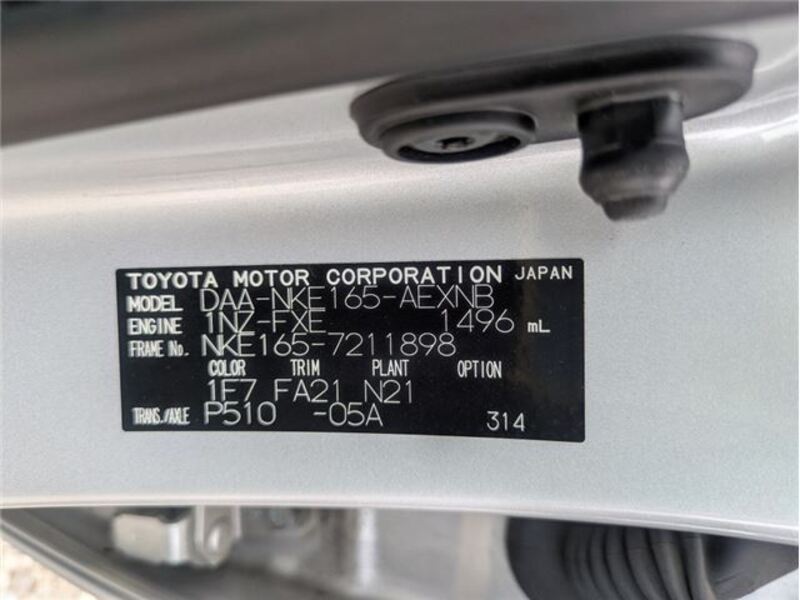 TOYOTA MOTOR CORPORATION JAPAN
MODEL DAA-NKE165-AEXNB
ENGINE 1NZ-FXE 1496 mL
FRAME No. NKE165-7211898
COLOR TRIM PLANT OPTION
1F7 FA21 N21
TRANS./AXLE P510 -05A 314